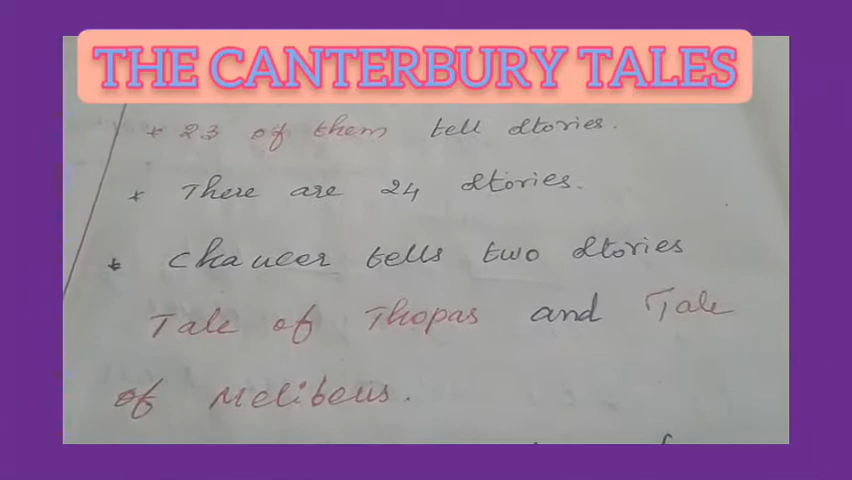 THE CANTERBURY TALES
* 23 of them tell stories.
* There are 24 stories.
* Chaucer tells two stories
Tale of Thopas and Tale
of Melibeus.